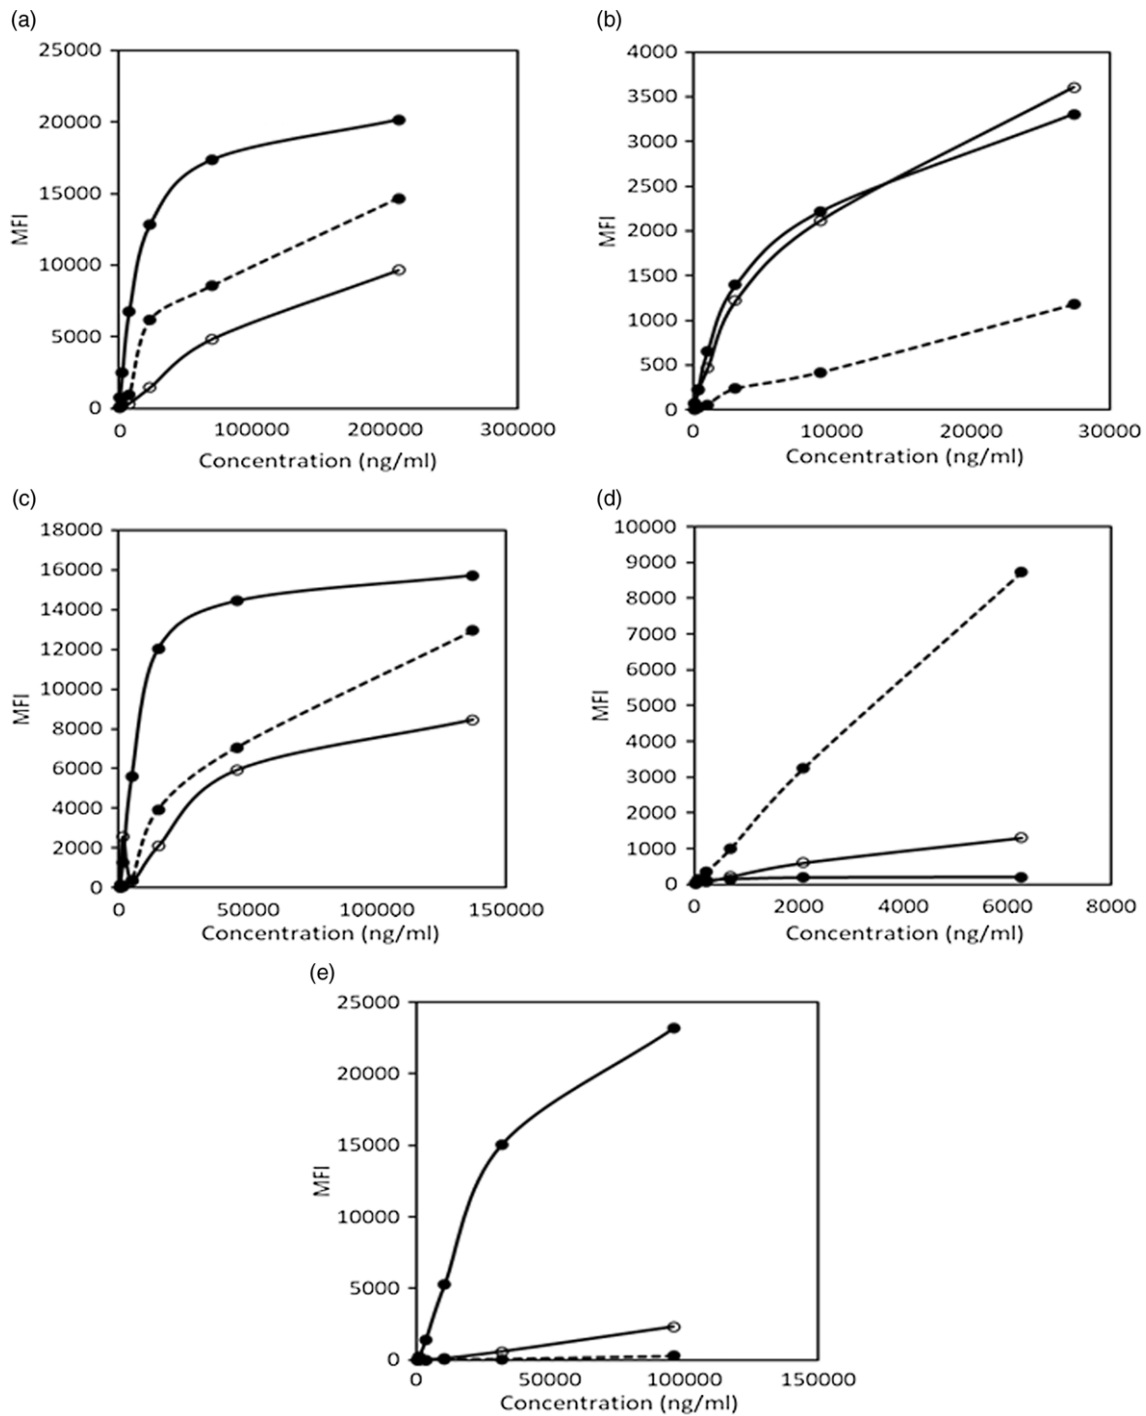 (a)
25000
20000
15000
10000
5000
0
MFI
0 100000 200000 300000
Concentration (ng/ml)
(b)
4000
3500
3000
2500
2000
1500
1000
500
0
MFI
0 10000 20000 30000
Concentration (ng/ml)
(c)
18000
16000
14000
12000
10000
8000
6000
4000
2000
0
MFI
0 50000 100000 150000
Concentration (ng/ml)
(d)
10000
9000
8000
7000
6000
5000
4000
3000
2000
1000
0
MFI
0 2000 4000 6000 8000
Concentration (ng/ml)
(e)
25000
20000
15000
10000
5000
0
MFI
0 50000 100000 150000
Concentration (ng/ml)